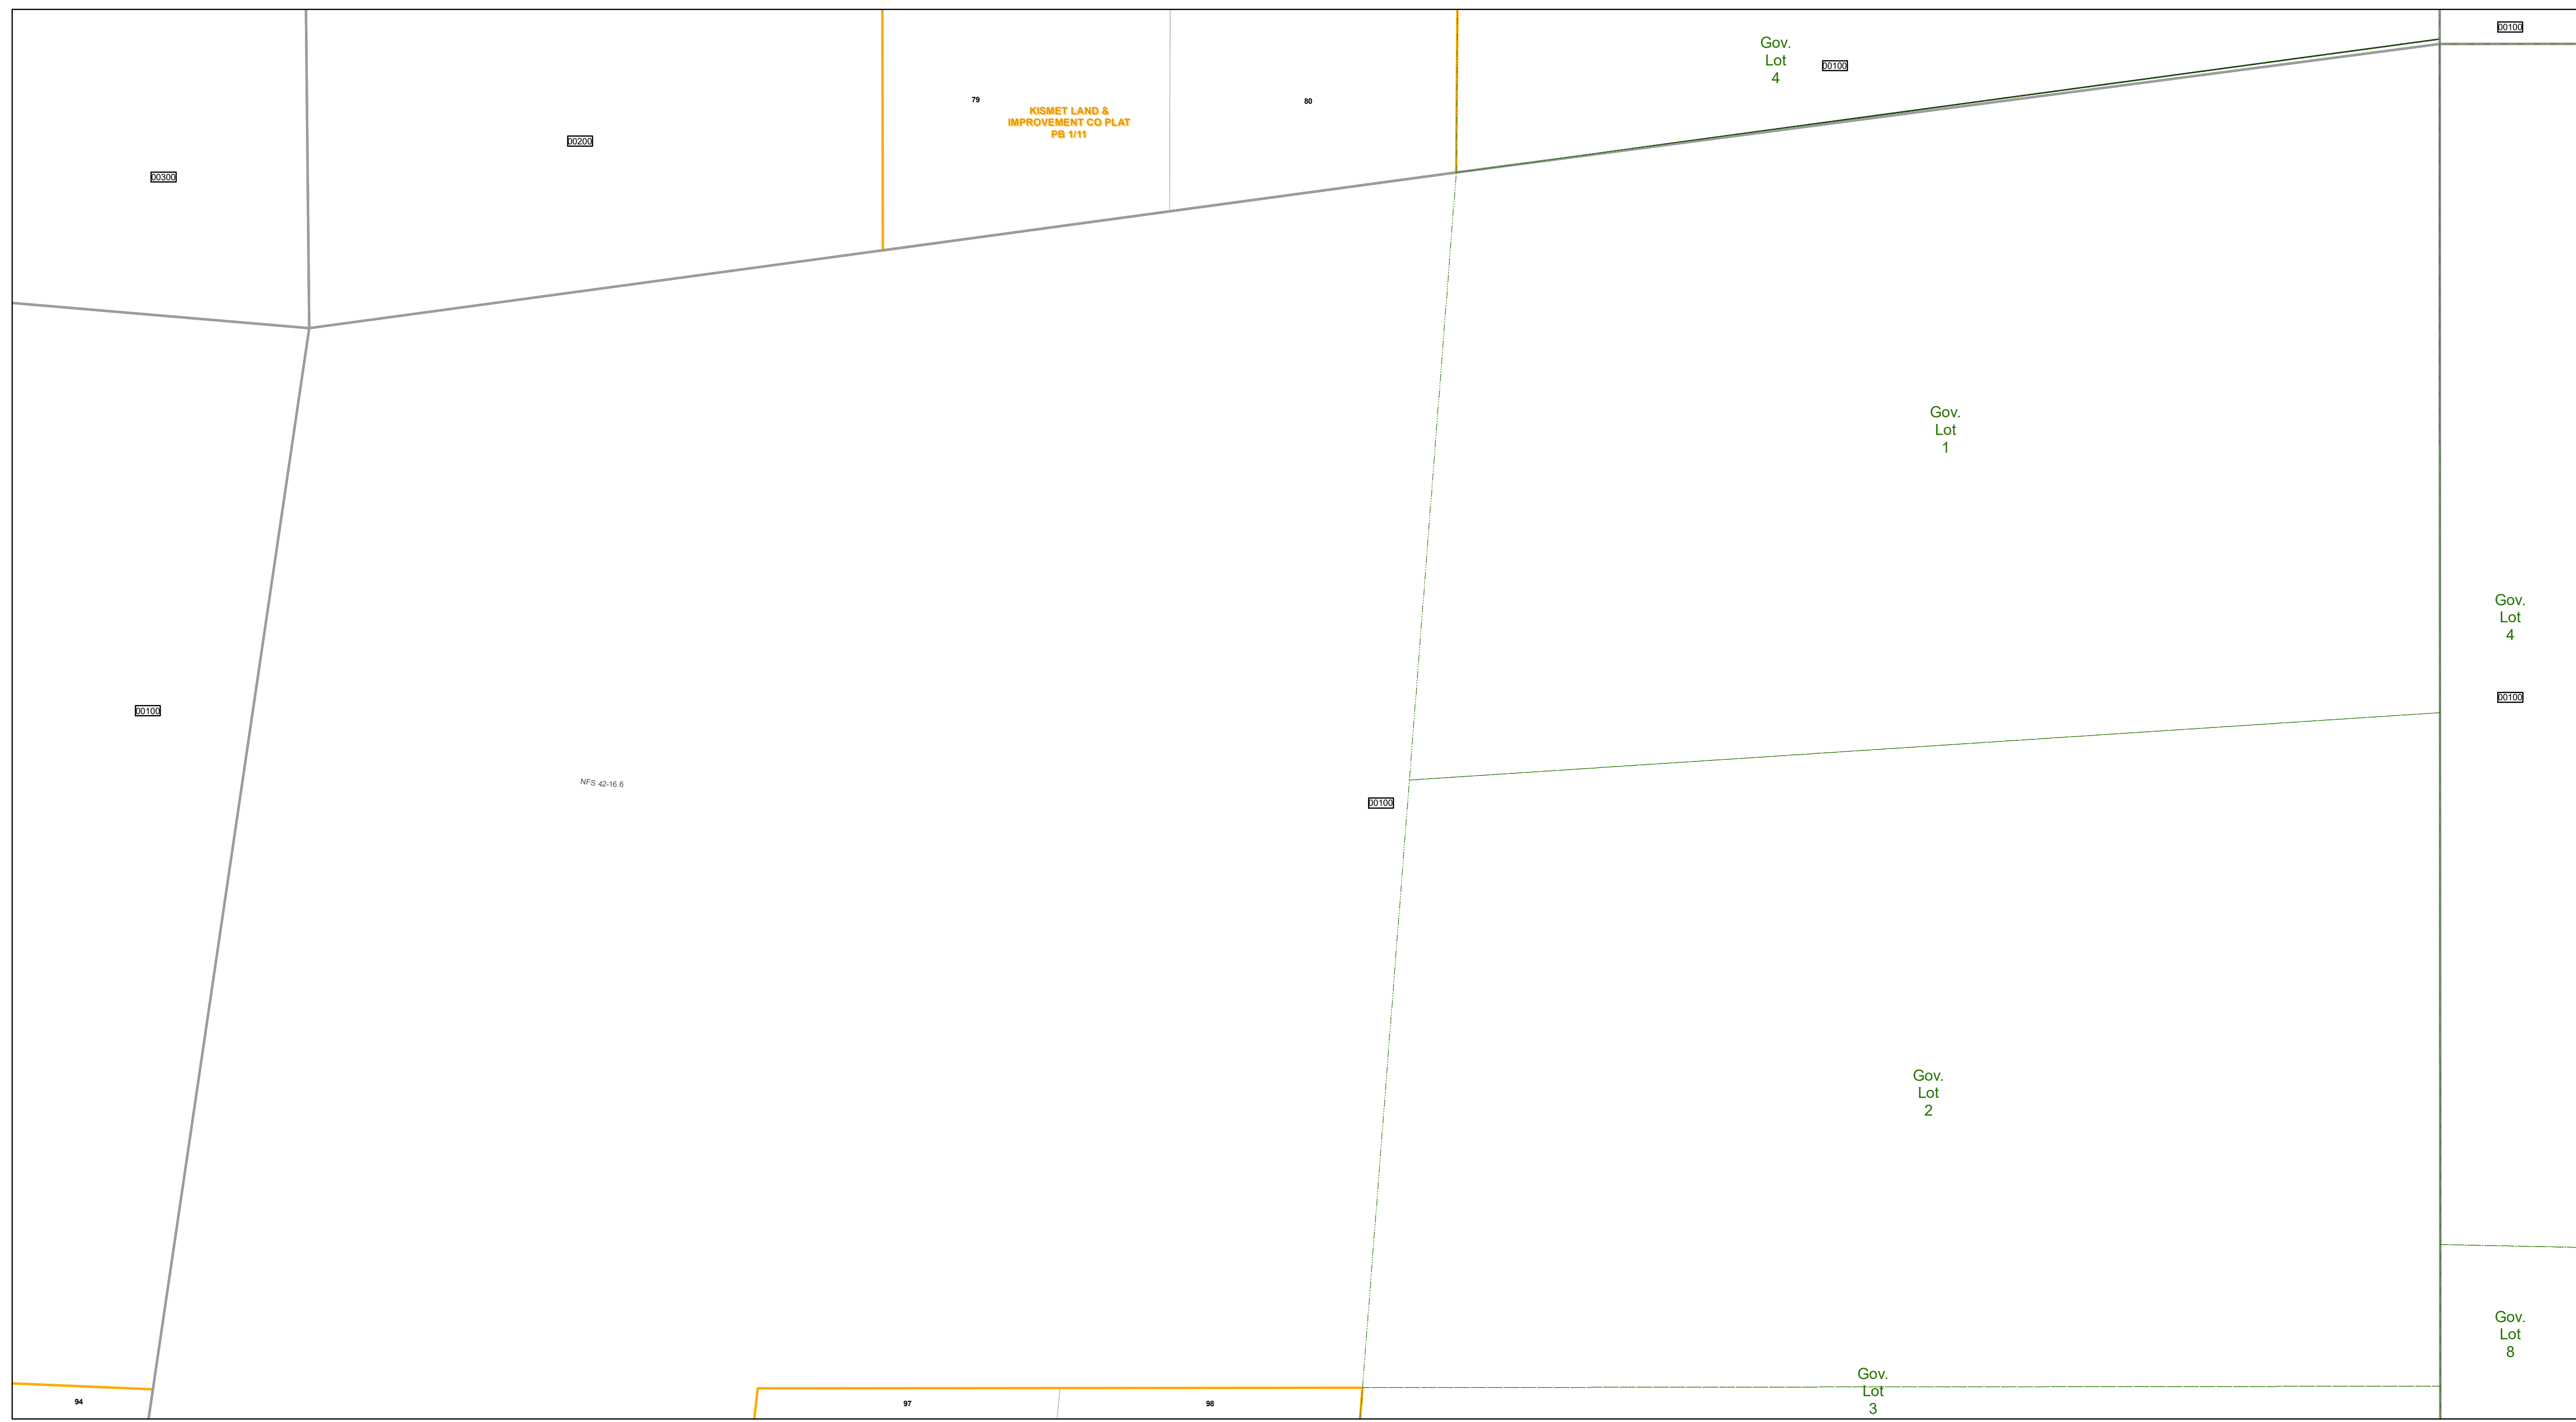 00100
Gov.
Lot
4
00100
79
80
KISMET LAND &
IMPROVEMENT CO PLAT
PB 1/11
00200
00300
Gov.
Lot
1
Gov.
Lot
4
00100
00100
NFS 42-16.6
00100
Gov.
Lot
2
Gov.
Lot
8
Gov.
Lot
3
94
97
98